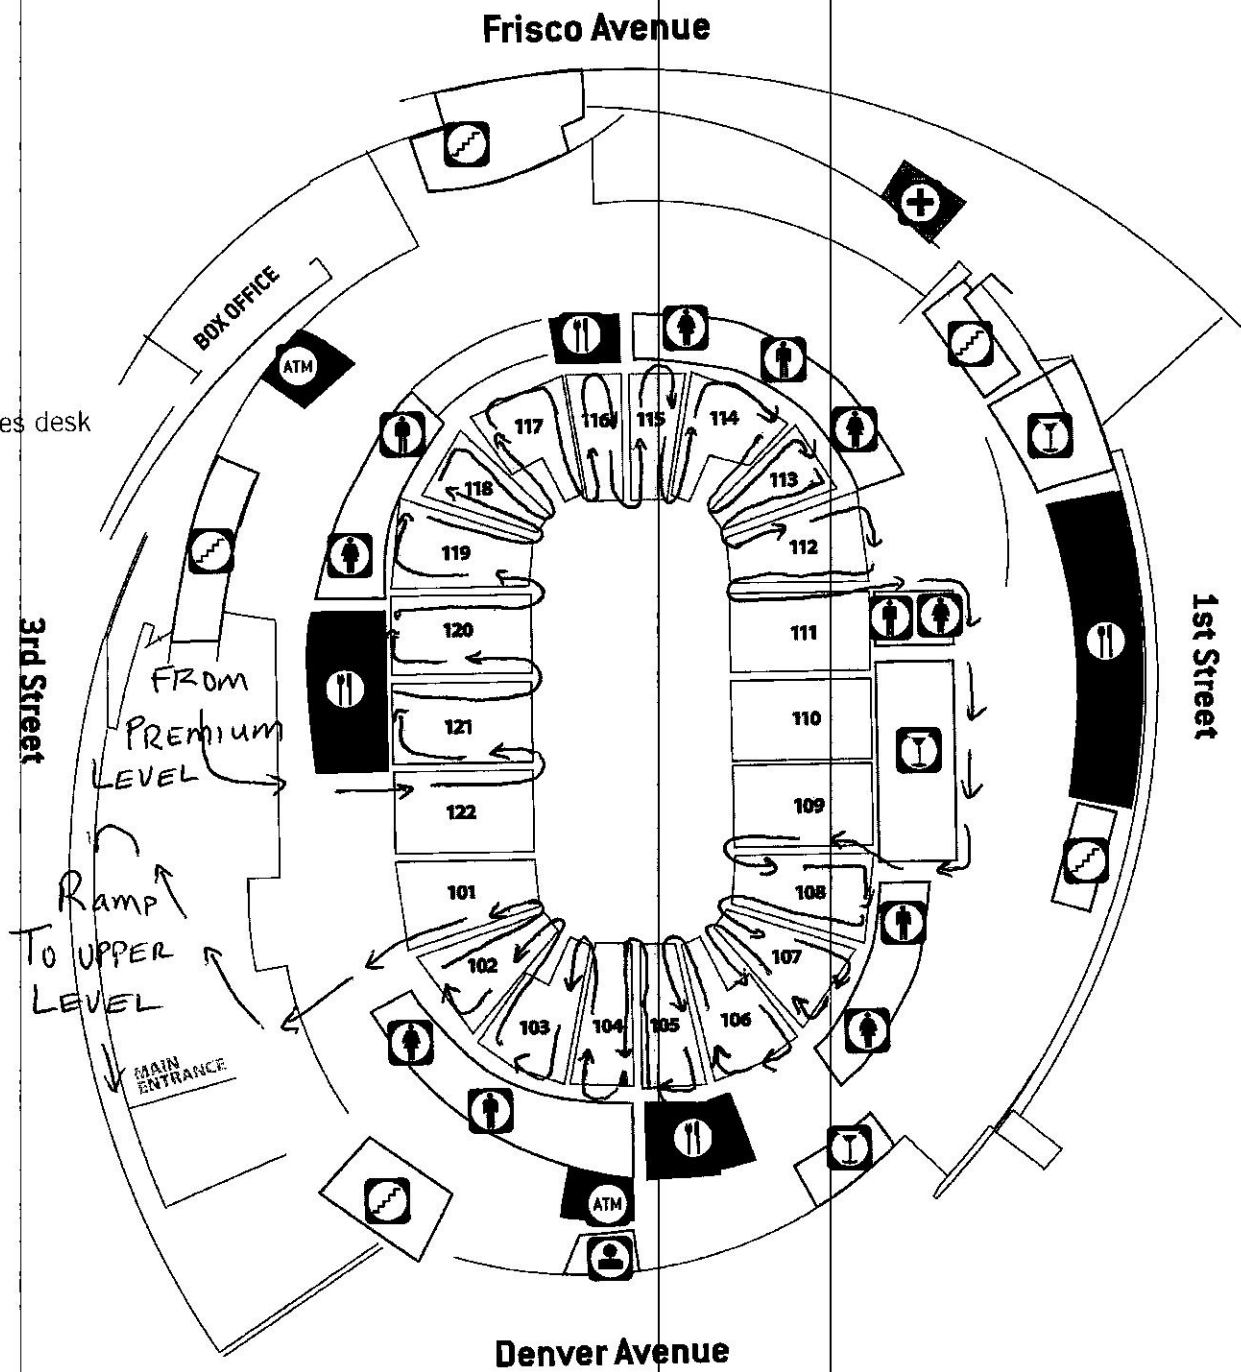 Frisco Avenue
BOX OFFICE
ATM
es desk
117
116
115
114
118
113
119
112
120
111
121
110
122
109
101
108
102
107
103
104
105
106
3rd Street
1st Street
FROM
PREMIUM
LEVEL
Ramp
TO UPPER
LEVEL
MAIN
ENTRANCE
ATM
Denver Avenue